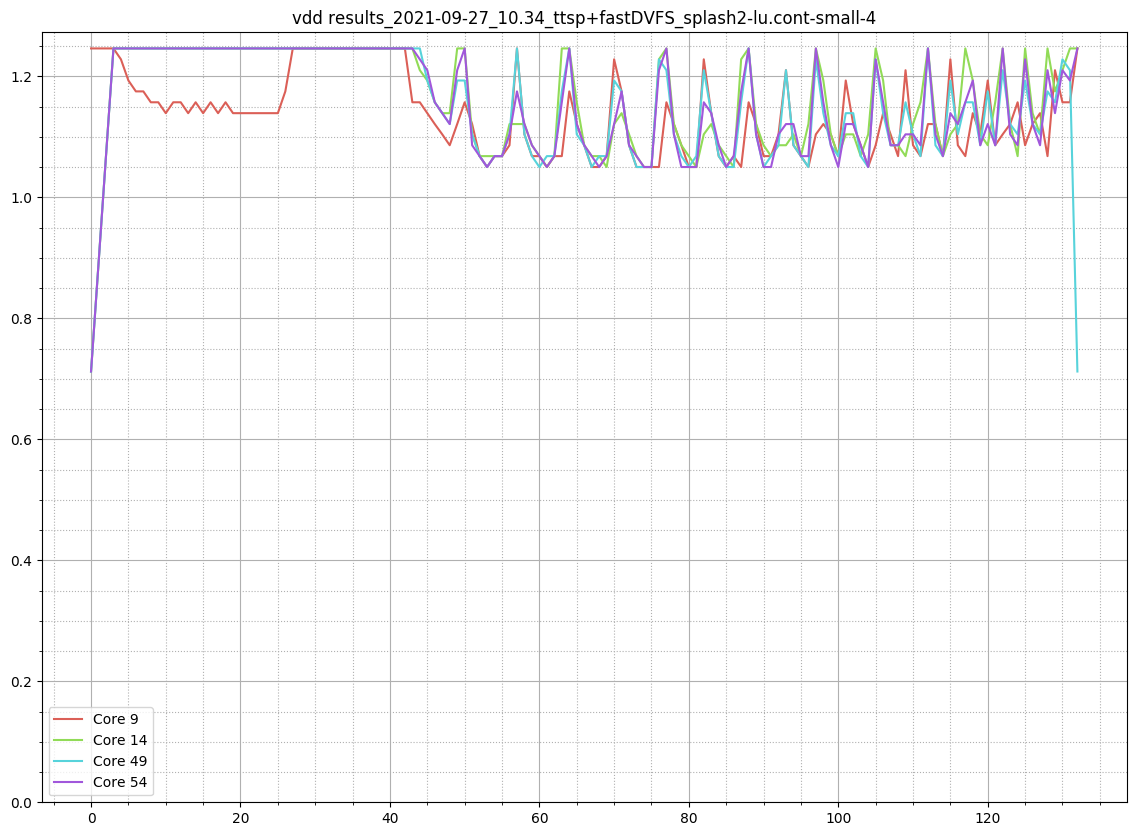 vdd results_2021-09-27_10.34_ttsp+fastDVFS_splash2-lu.cont-small-4
1.2
1.0
0.8
0.6
0.4
0.2
0.0
Core 9
Core 14
Core 49
Core 54
0 20 40 60 80 100 120